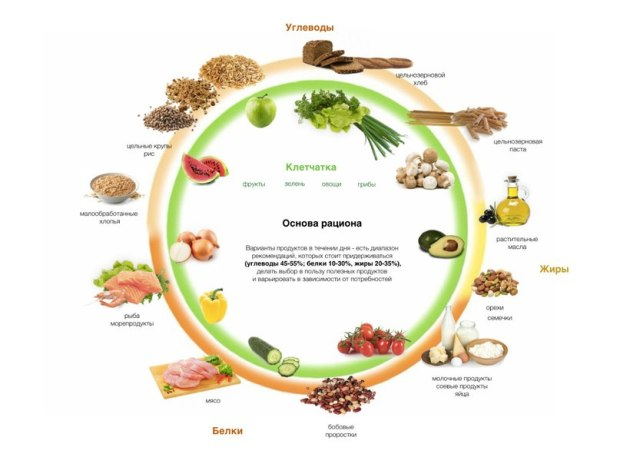 Углеводы
цельнозерновой
хлеб
цельнозерновая
паста
цельные крупы
рис
Клетчатка
фрукты зелень овощи грибы
малообработанные
хлопья
Основа рациона
растительные
масла
Варианты продуктов в течении дня - есть диапазон
рекомендаций, которых стоит придерживаться
(углеводы 45-55%; белки 10-30%, жиры 20-35%),
делать выбор в пользу полезных продуктов
и варьировать в зависимости от потребностей
Жиры
орехи
семечки
рыба
морепродукты
молочные продукты
соевые продукты
яйца
мясо
Белки
бобовые
проростки